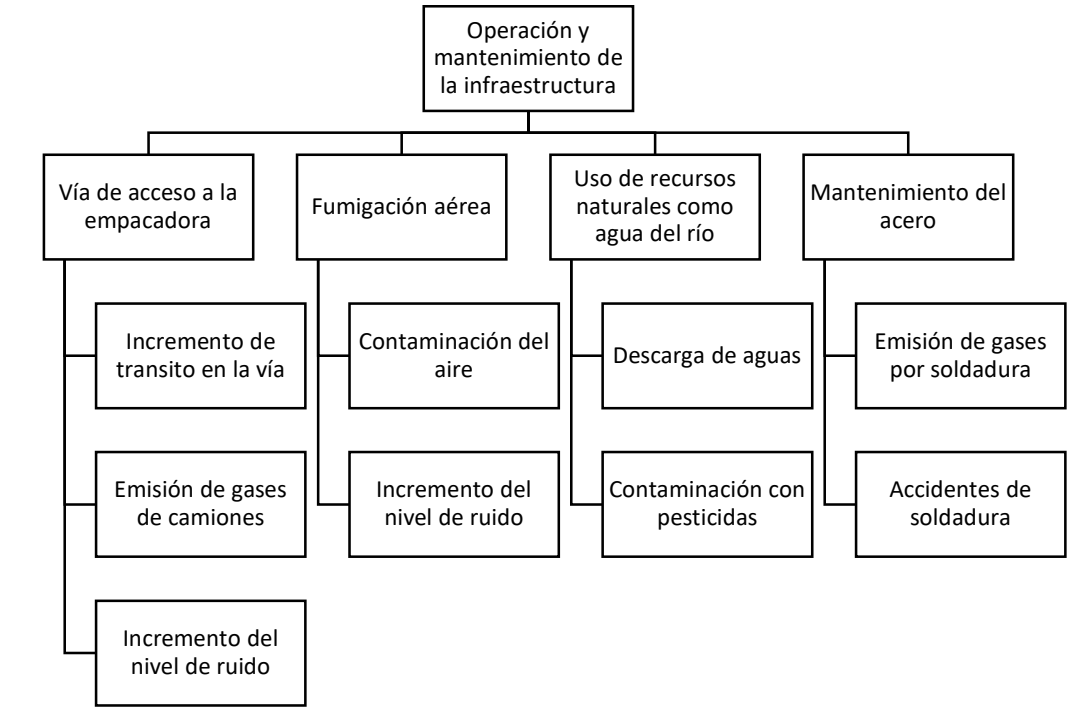 Operación y
mantenimiento de
la infraestructura
Vía de acceso a la
empacadora
Incremento de
transito en la vía
Emisión de gases
de camiones
Incremento del
nivel de ruido
Fumigación aérea
Contaminación del
aire
Incremento del
nivel de ruido
Uso de recursos
naturales como
agua del río
Descarga de aguas
Contaminación con
pesticidas
Mantenimiento del
acero
Emisión de gases
por soldadura
Accidentes de
soldadura